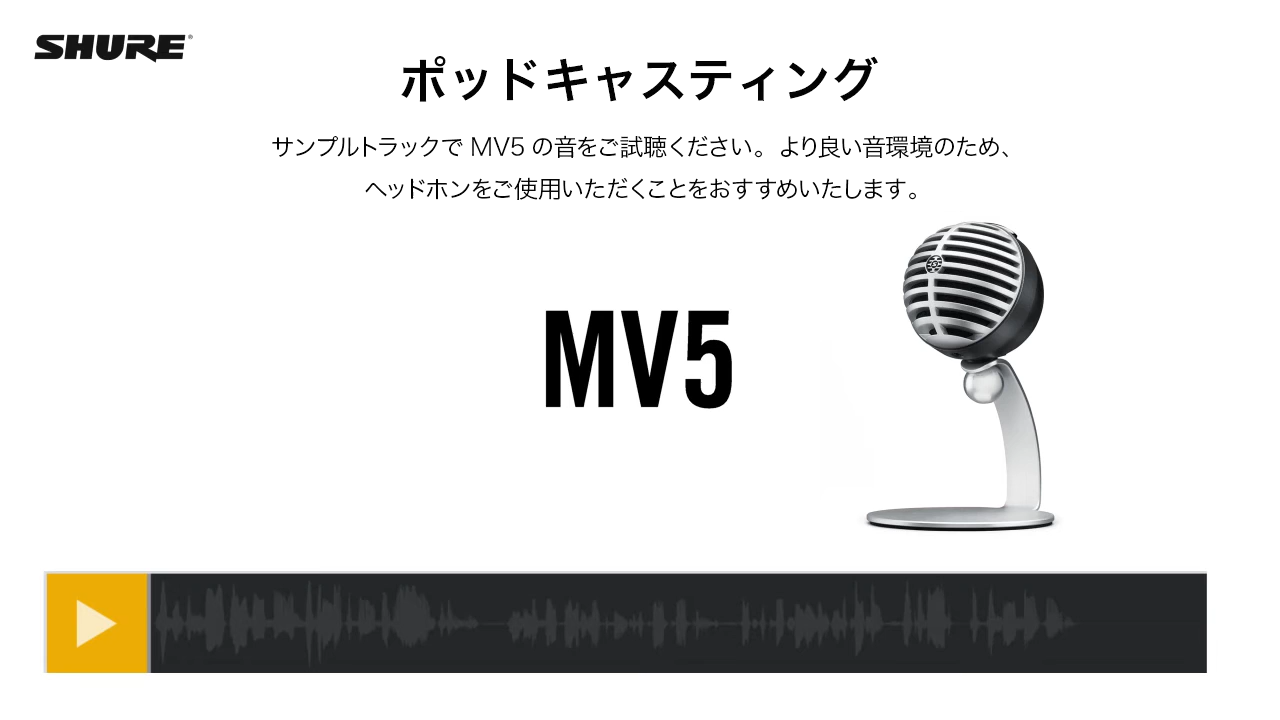 SHURE®
ポッドキャスティング
サンプルトラックで MV5 の音をご試聴ください。より良い音環境のため、
ヘッドホンをご使用いただくことをおすすめいたします。
MV5